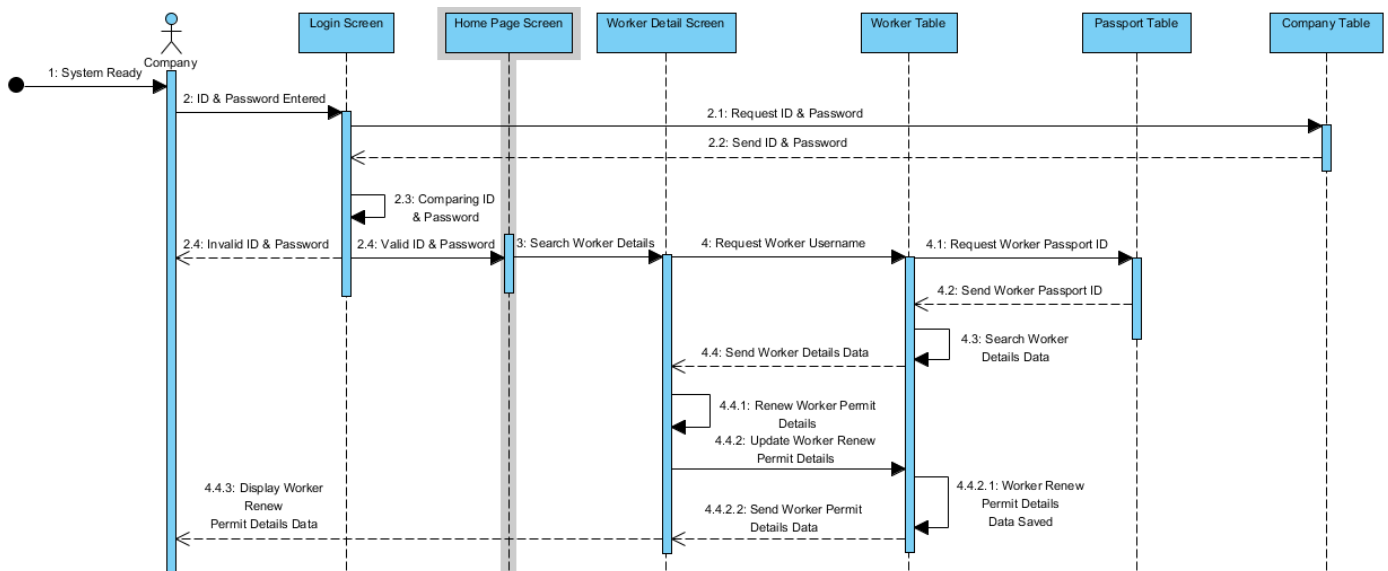 Login Screen
Home Page Screen
Worker Detail Screen
Worker Table
Passport Table
Company Table
Company
1: System Ready
2: ID & Password Entered
2.1: Request ID & Password
2.2: Send ID & Password
2.3: Comparing ID
& Password
2.4: Invalid ID & Password
2.4: Valid ID & Password
3: Search Worker Details
4: Request Worker Username
4.1: Request Worker Passport ID
4.2: Send Worker Passport ID
4.3: Search Worker
Details Data
4.4: Send Worker Details Data
4.4.1: Renew Worker Permit
Details
4.4.2: Update Worker Renew
Permit Details
4.4.2.1: Worker Renew
Permit Details
Data Saved
4.4.2.2: Send Worker Permit
Details Data
4.4.3: Display Worker
Renew
Permit Details Data